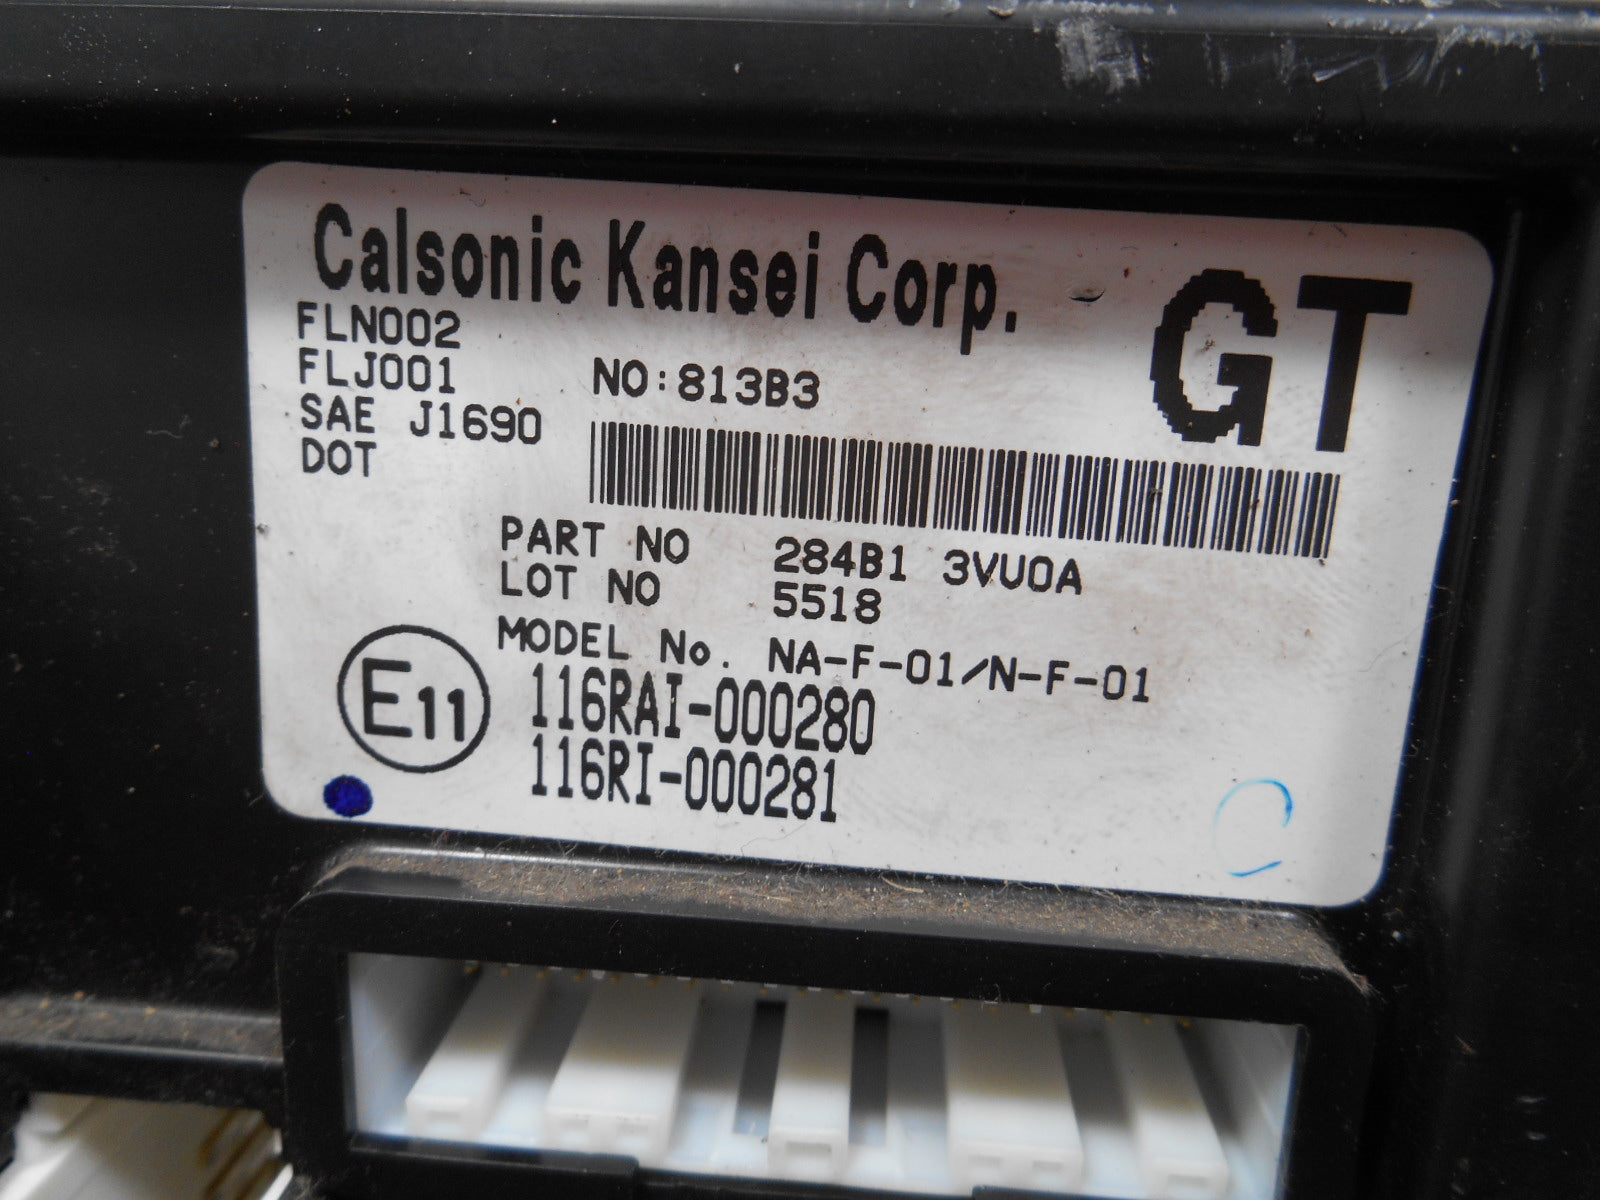 Calsonic Kansei Corp.
GT
FLN002
FLJ001
SAE J1690
DOT
NO:813B3
PART NO 284B1 3VU0A
LOT NO 5518
MODEL No. NA-F-01/N-F-01
E11
116RAI-000280
116RI-000281